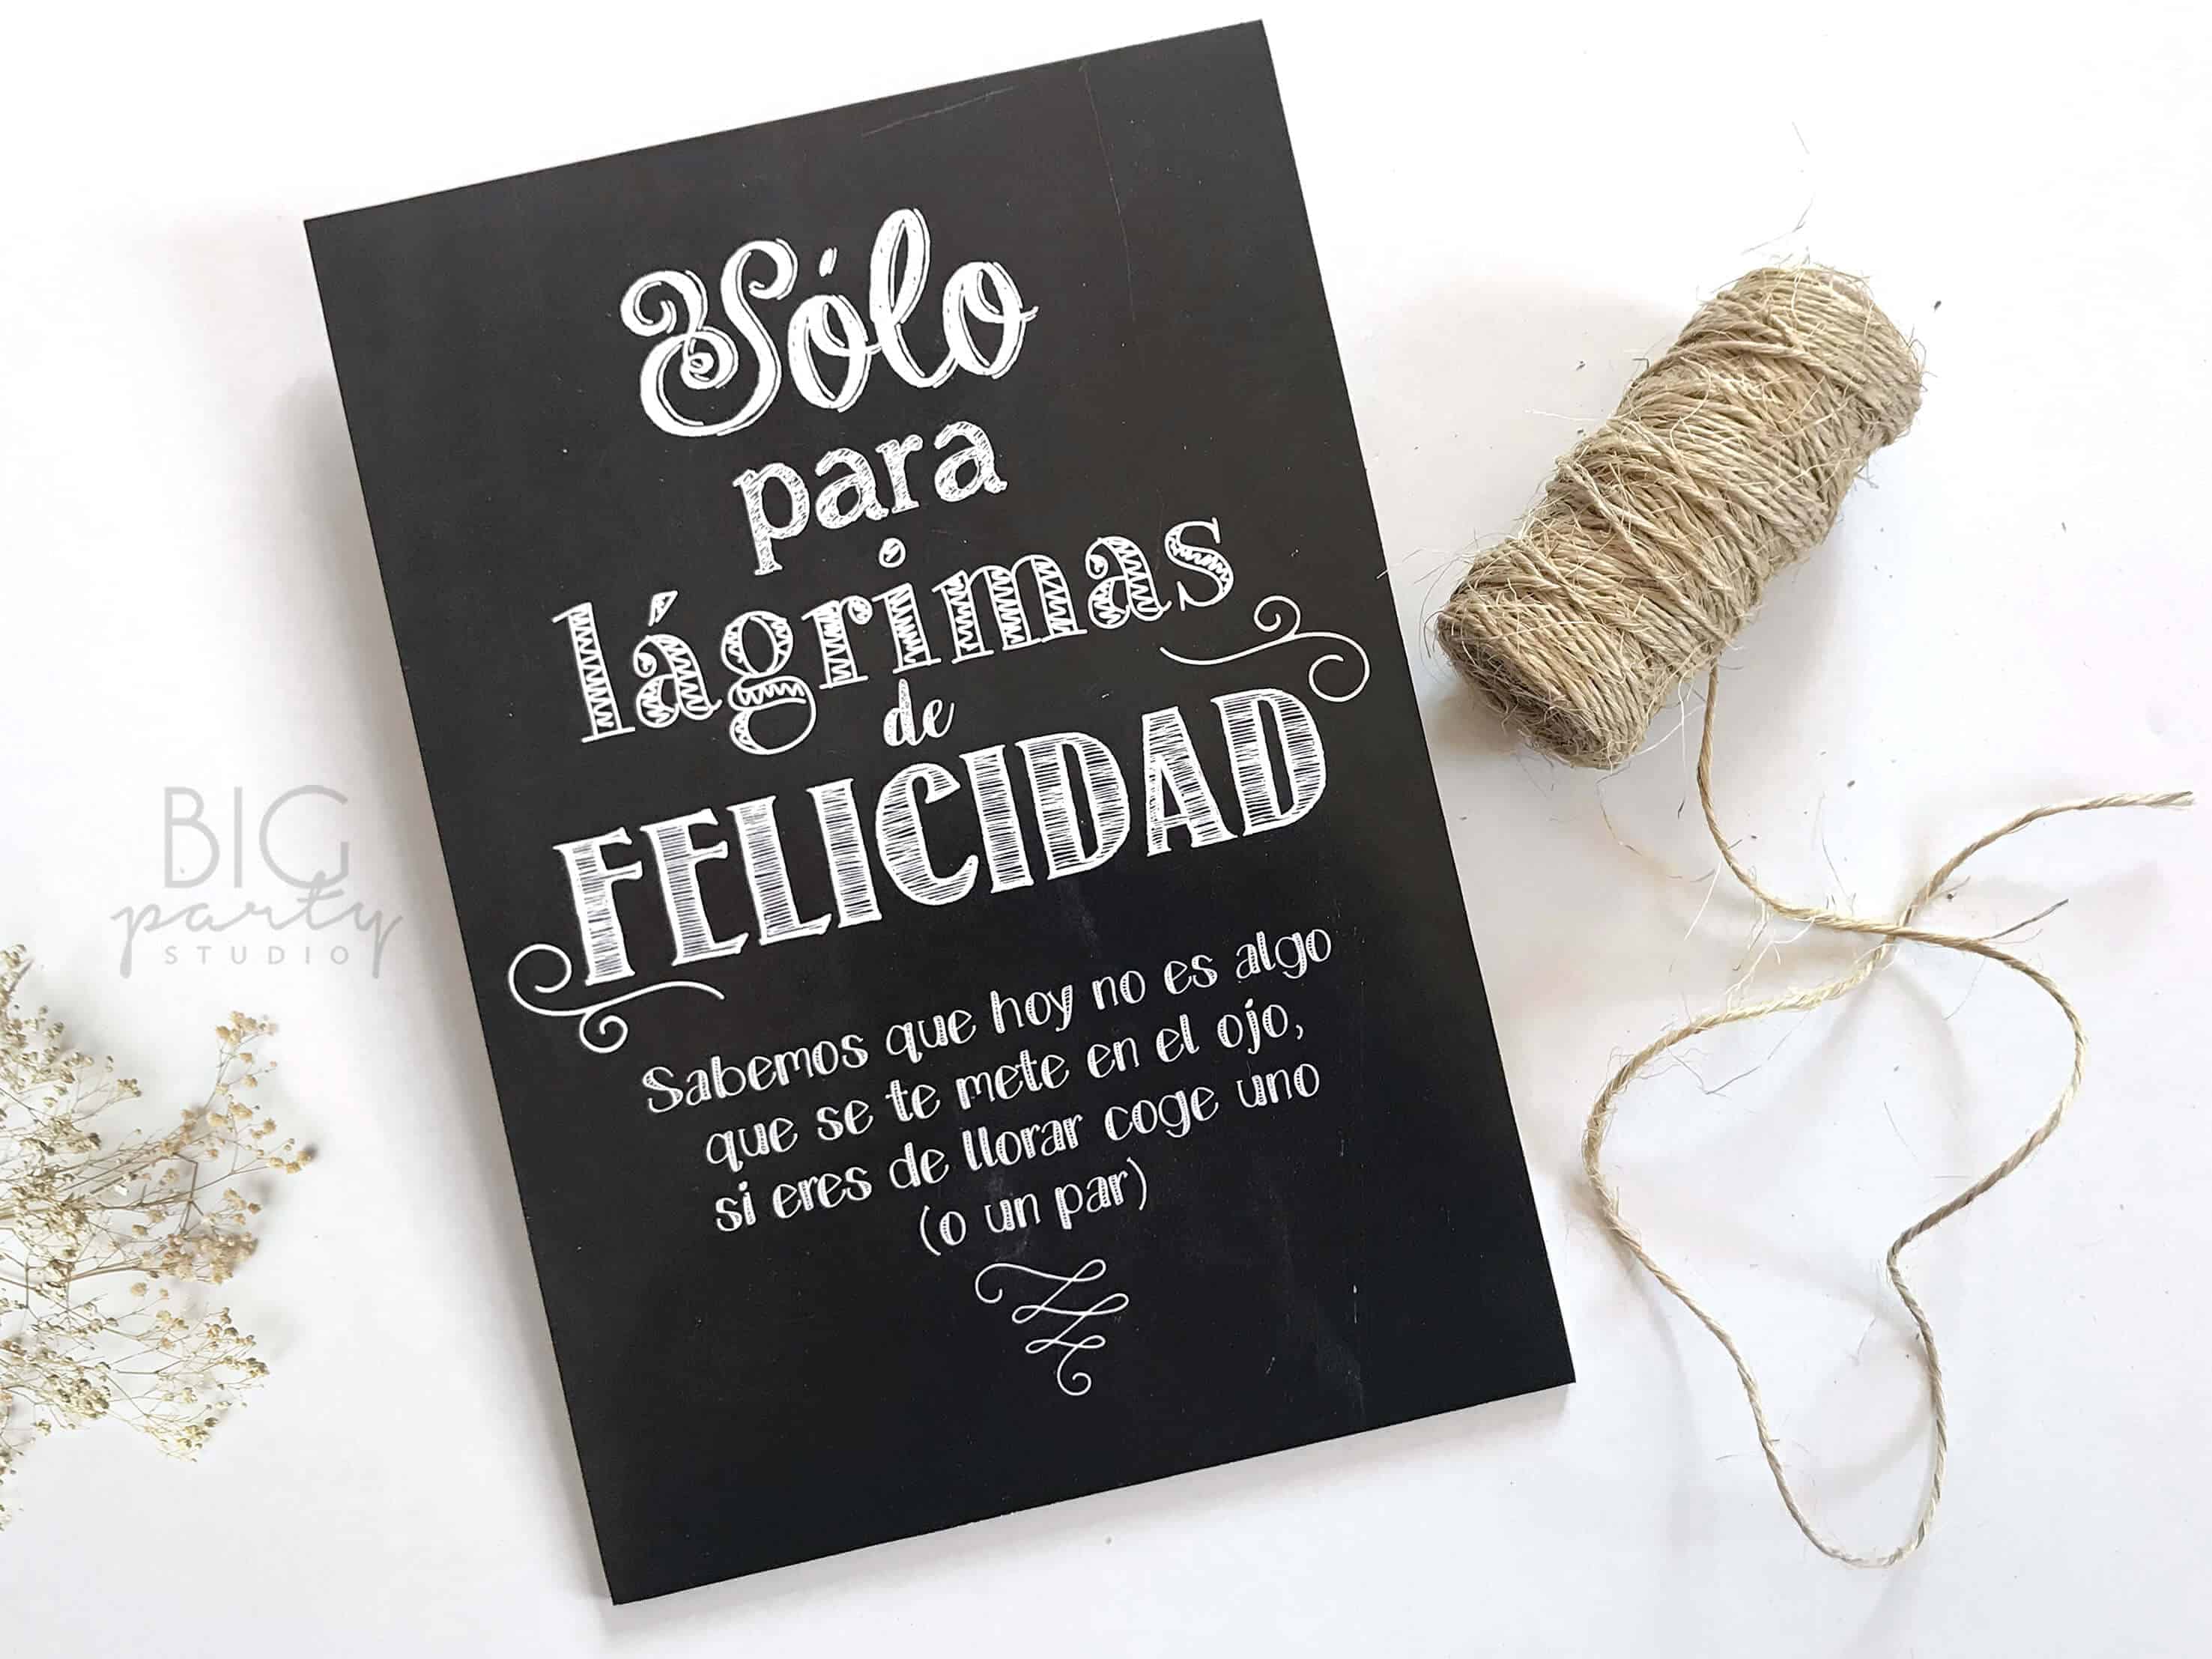 Sólo
para
lágrimas
de
FELICIDAD
Sabemos que hoy no es algo
que se te mete en el ojo,
si eres de llorar coge uno
(o un par)
BIG
party
STUDIO